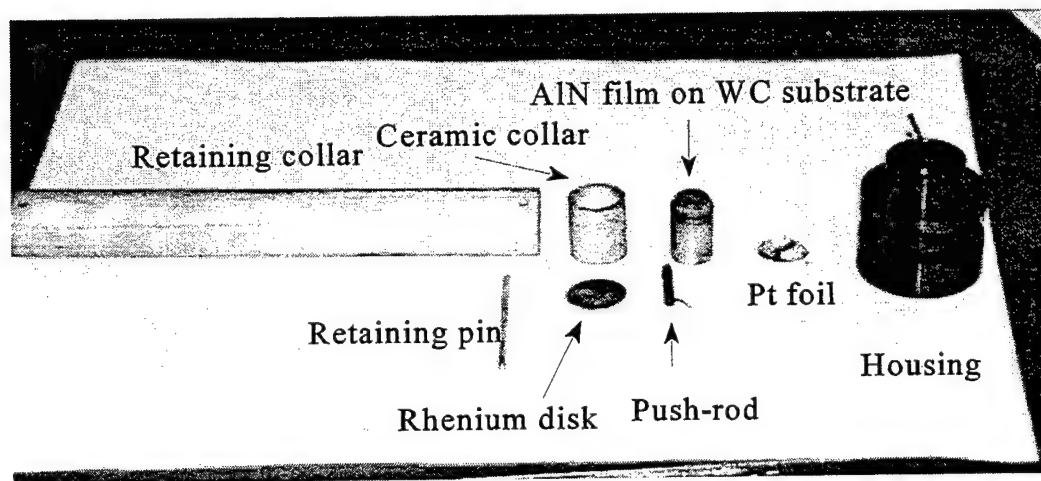 AlN film on WC substrate
Ceramic collar
Retaining collar
Pt foil
Retaining pin
Housing
Rhenium disk
Push-rod